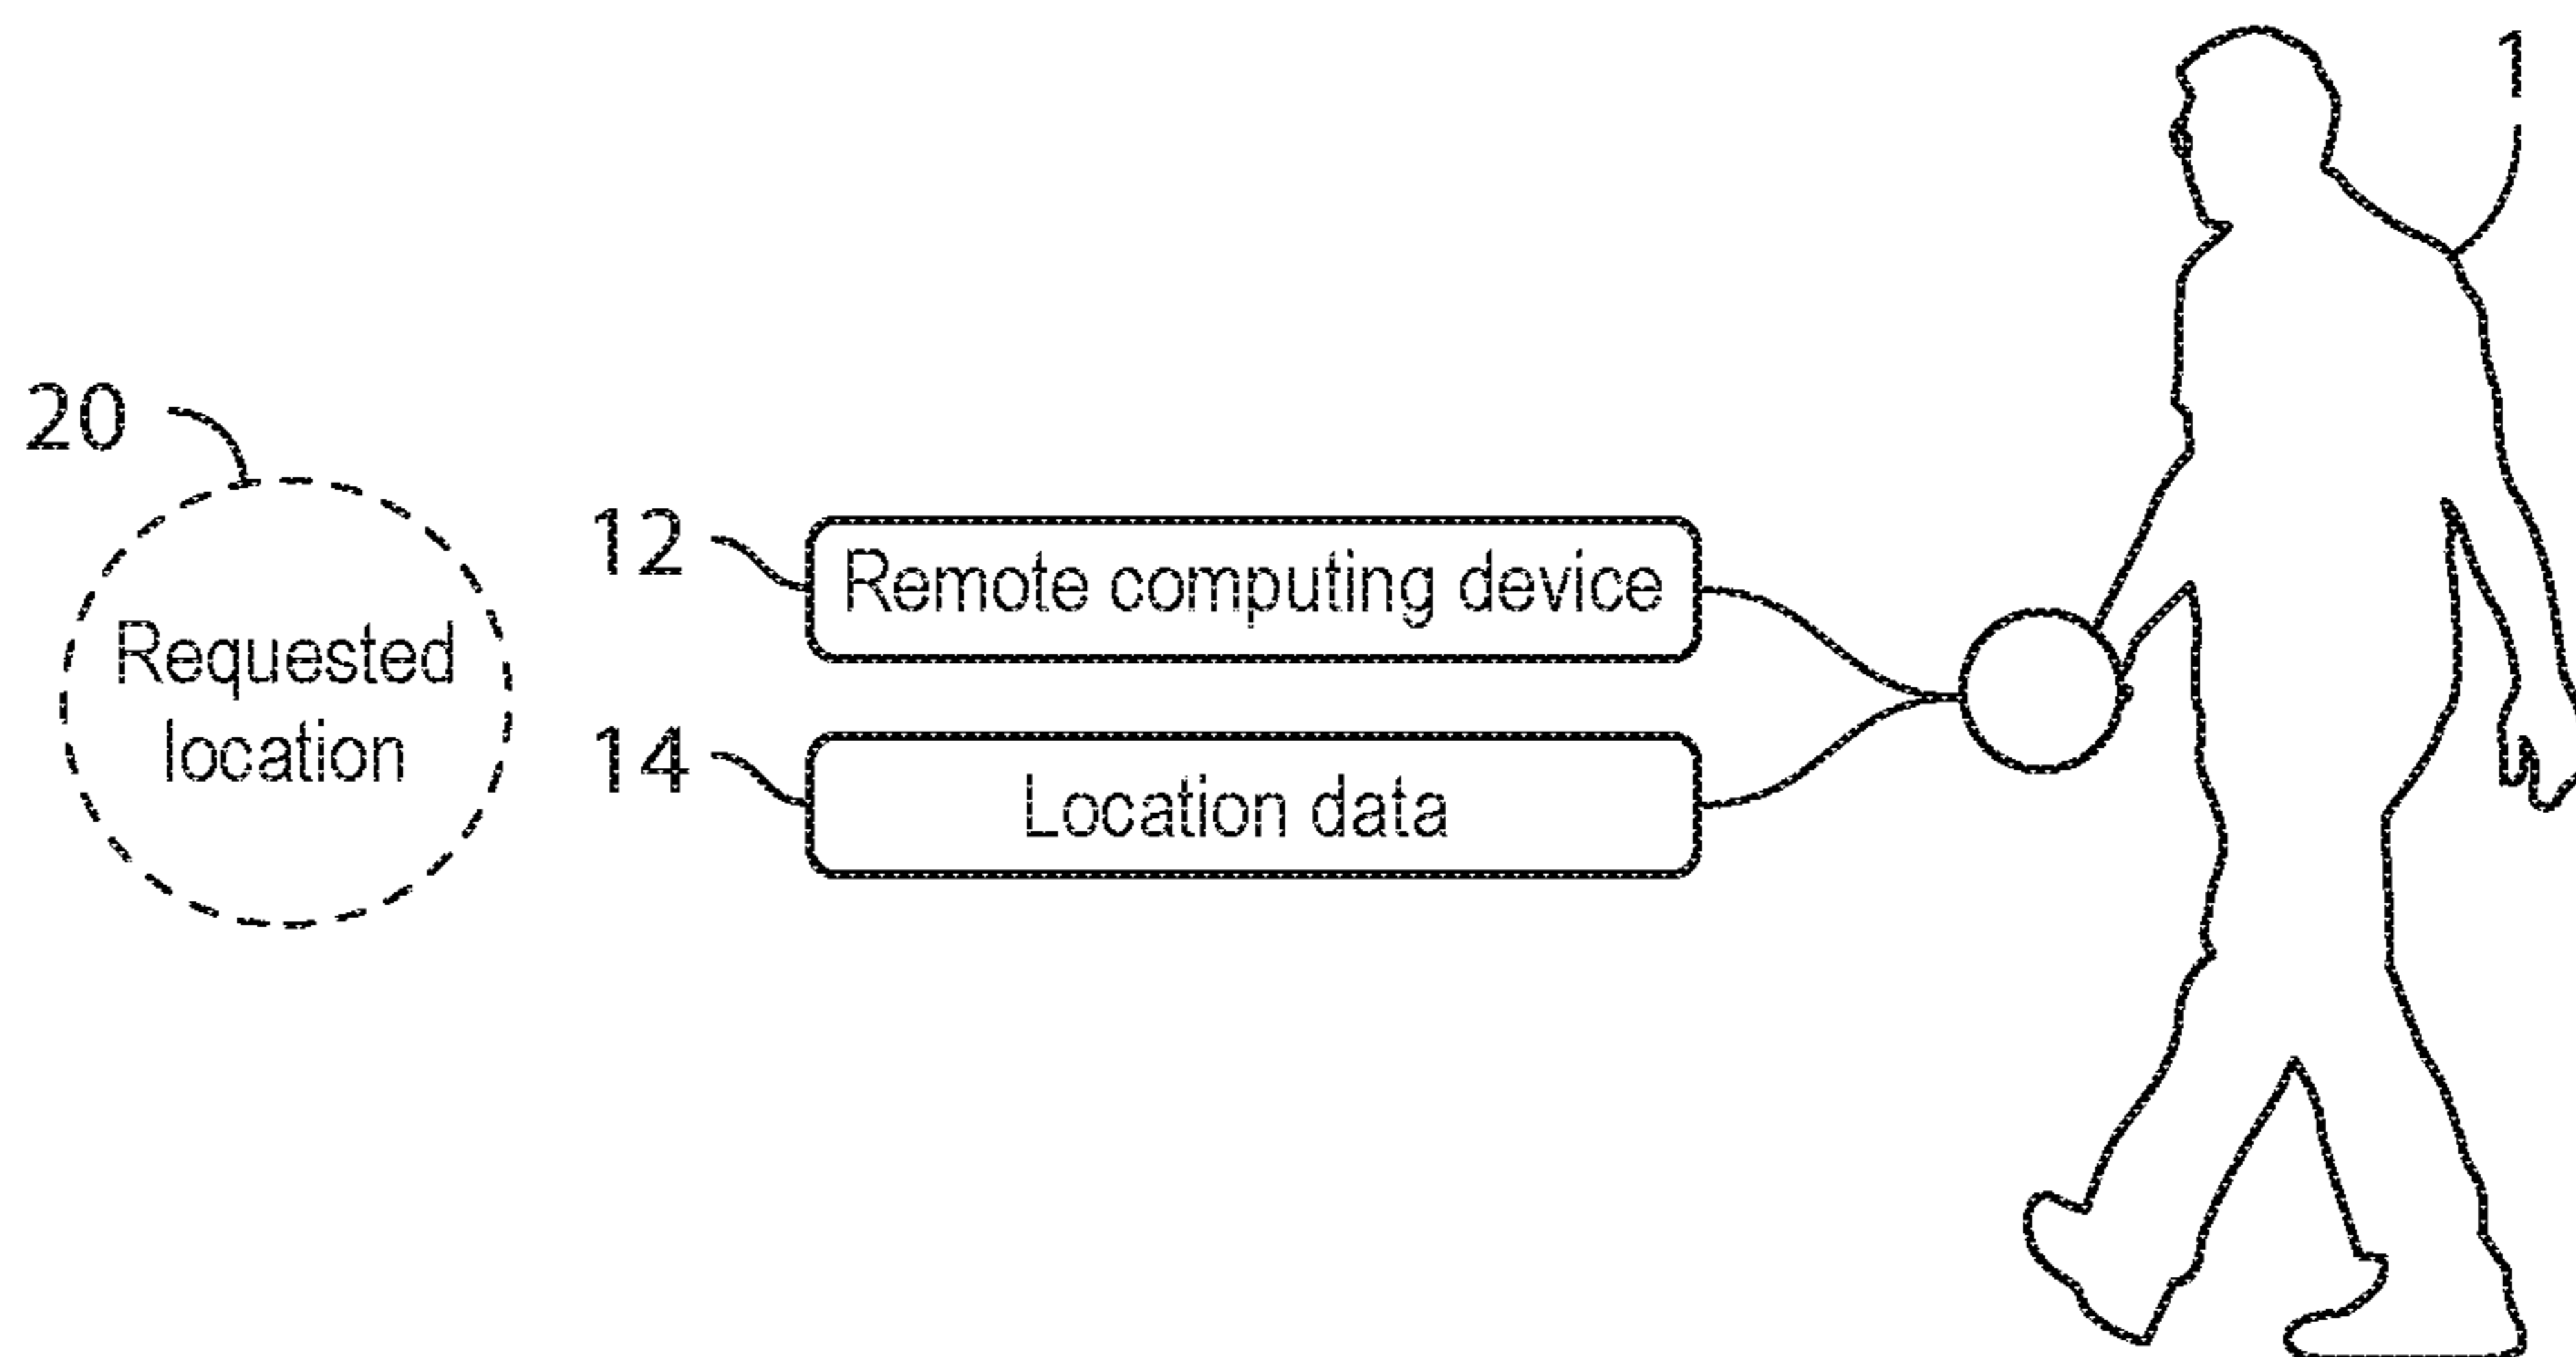 1
20
Requested
location
12
Remote computing device
14
Location data